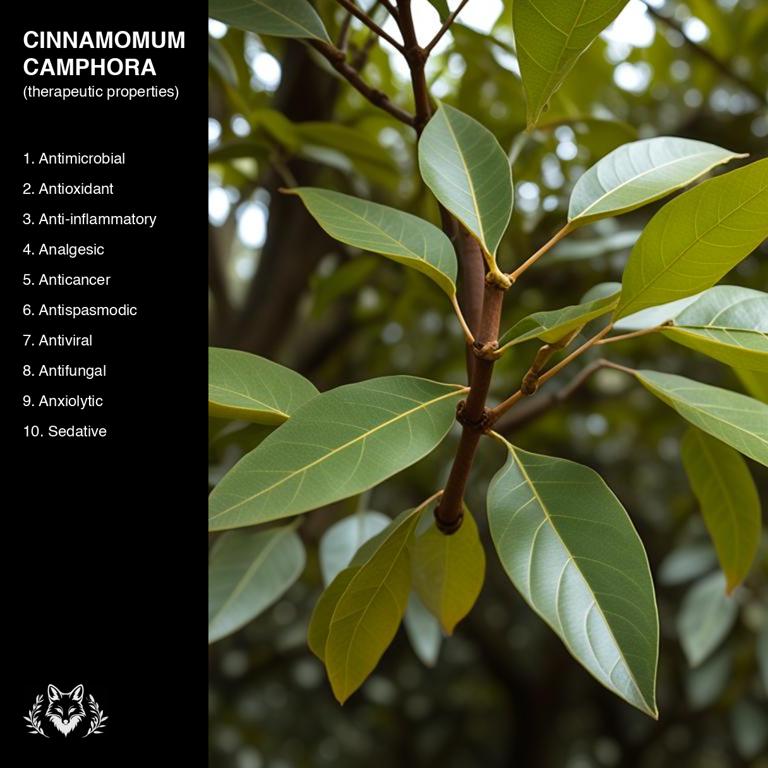 CINNAMOMUM
CAMPHORA
(therapeutic properties)
1. Antimicrobial
2. Antioxidant
3. Anti-inflammatory
4. Analgesic
5. Anticancer
6. Antispasmodic
7. Antiviral
8. Antifungal
9. Anxiolytic
10. Sedative